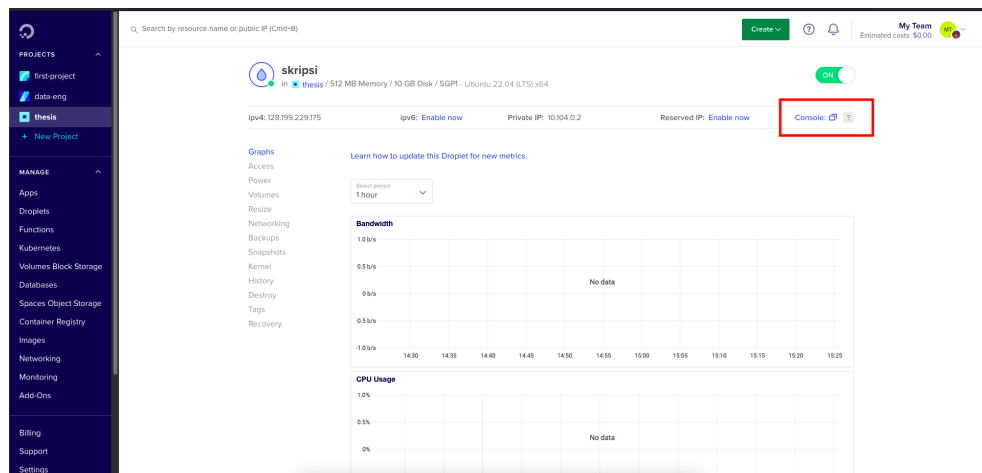 Search by resource name or public IP (Cmd+B)
Create
?
My Team
Estimated costs: $0.00
MT
PROJECTS
first-project
data-eng
thesis
+ New Project
MANAGE
Apps
Droplets
Functions
Kubernetes
Volumes Block Storage
Databases
Spaces Object Storage
Container Registry
Images
Networking
Monitoring
Add-Ons
Billing
Support
Settings
skripsi
in thesis / 512 MB Memory / 10 GB Disk / SGP1 - Ubuntu 22.04 (LTS) x64
ON
ipv4: 128.199.229.175 ipv6: Enable now Private IP: 10.104.0.2 Reserved IP: Enable now Console: ?
Graphs
Access
Power
Volumes
Resize
Networking
Backups
Snapshots
Kernel
History
Destroy
Tags
Recovery
Learn how to update this Droplet for new metrics.
Select period
1 hour
Bandwidth
1.0 b/s
0.5 b/s
0 b/s
-0.5 b/s
-1.0 b/s
No data
14:30 14:35 14:40 14:45 14:50 14:55 15:00 15:05 15:10 15:15 15:20 15:25
CPU Usage
1.0%
0.5%
0%
No data